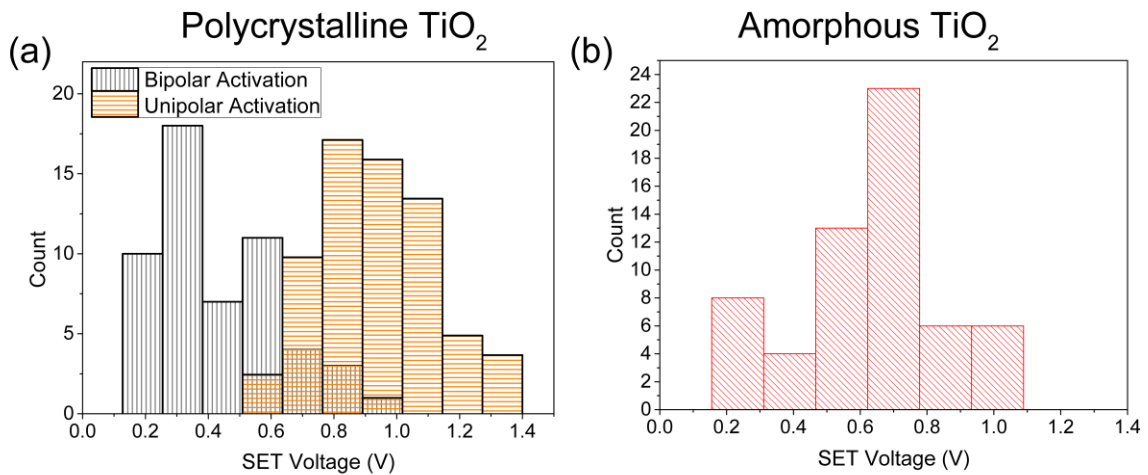 Polycrystalline TiO₂
(a)
Bipolar Activation
Unipolar Activation
20
15
10
5
0
Count
0.0 0.2 0.4 0.6 0.8 1.0 1.2 1.4
SET Voltage (V)
Amorphous TiO₂
(b)
24
22
20
18
16
14
12
10
8
6
4
2
0
Count
0.0 0.2 0.4 0.6 0.8 1.0 1.2 1.4
SET Voltage (V)